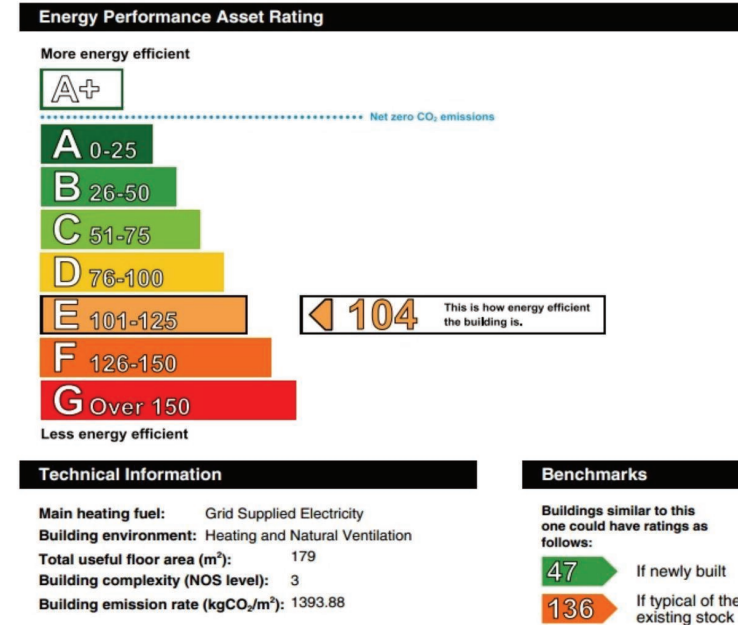 Energy Performance Asset Rating
More energy efficient
A+
Net zero CO₂ emissions
A 0-25
B 26-50
C 51-75
D 76-100
E 101-125
104 This is how energy efficient
the building is.
F 126-150
G Over 150
Less energy efficient
Technical Information
Main heating fuel: Grid Supplied Electricity
Building environment: Heating and Natural Ventilation
Total useful floor area (m²): 179
Building complexity (NOS level): 3
Building emission rate (kgCO₂/m²): 1393.88
Benchmarks
Buildings similar to this
one could have ratings as
follows:
47 If newly built
136 If typical of the
existing stock